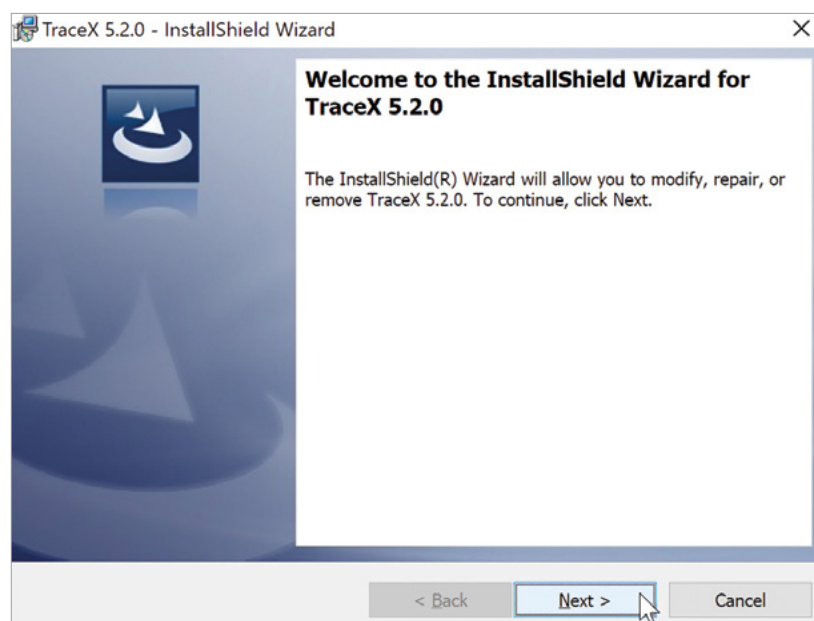 TraceX 5.2.0 - InstallShield Wizard
Welcome to the InstallShield Wizard for
TraceX 5.2.0
The InstallShield(R) Wizard will allow you to modify, repair, or
remove TraceX 5.2.0. To continue, click Next.
< Back Next > Cancel